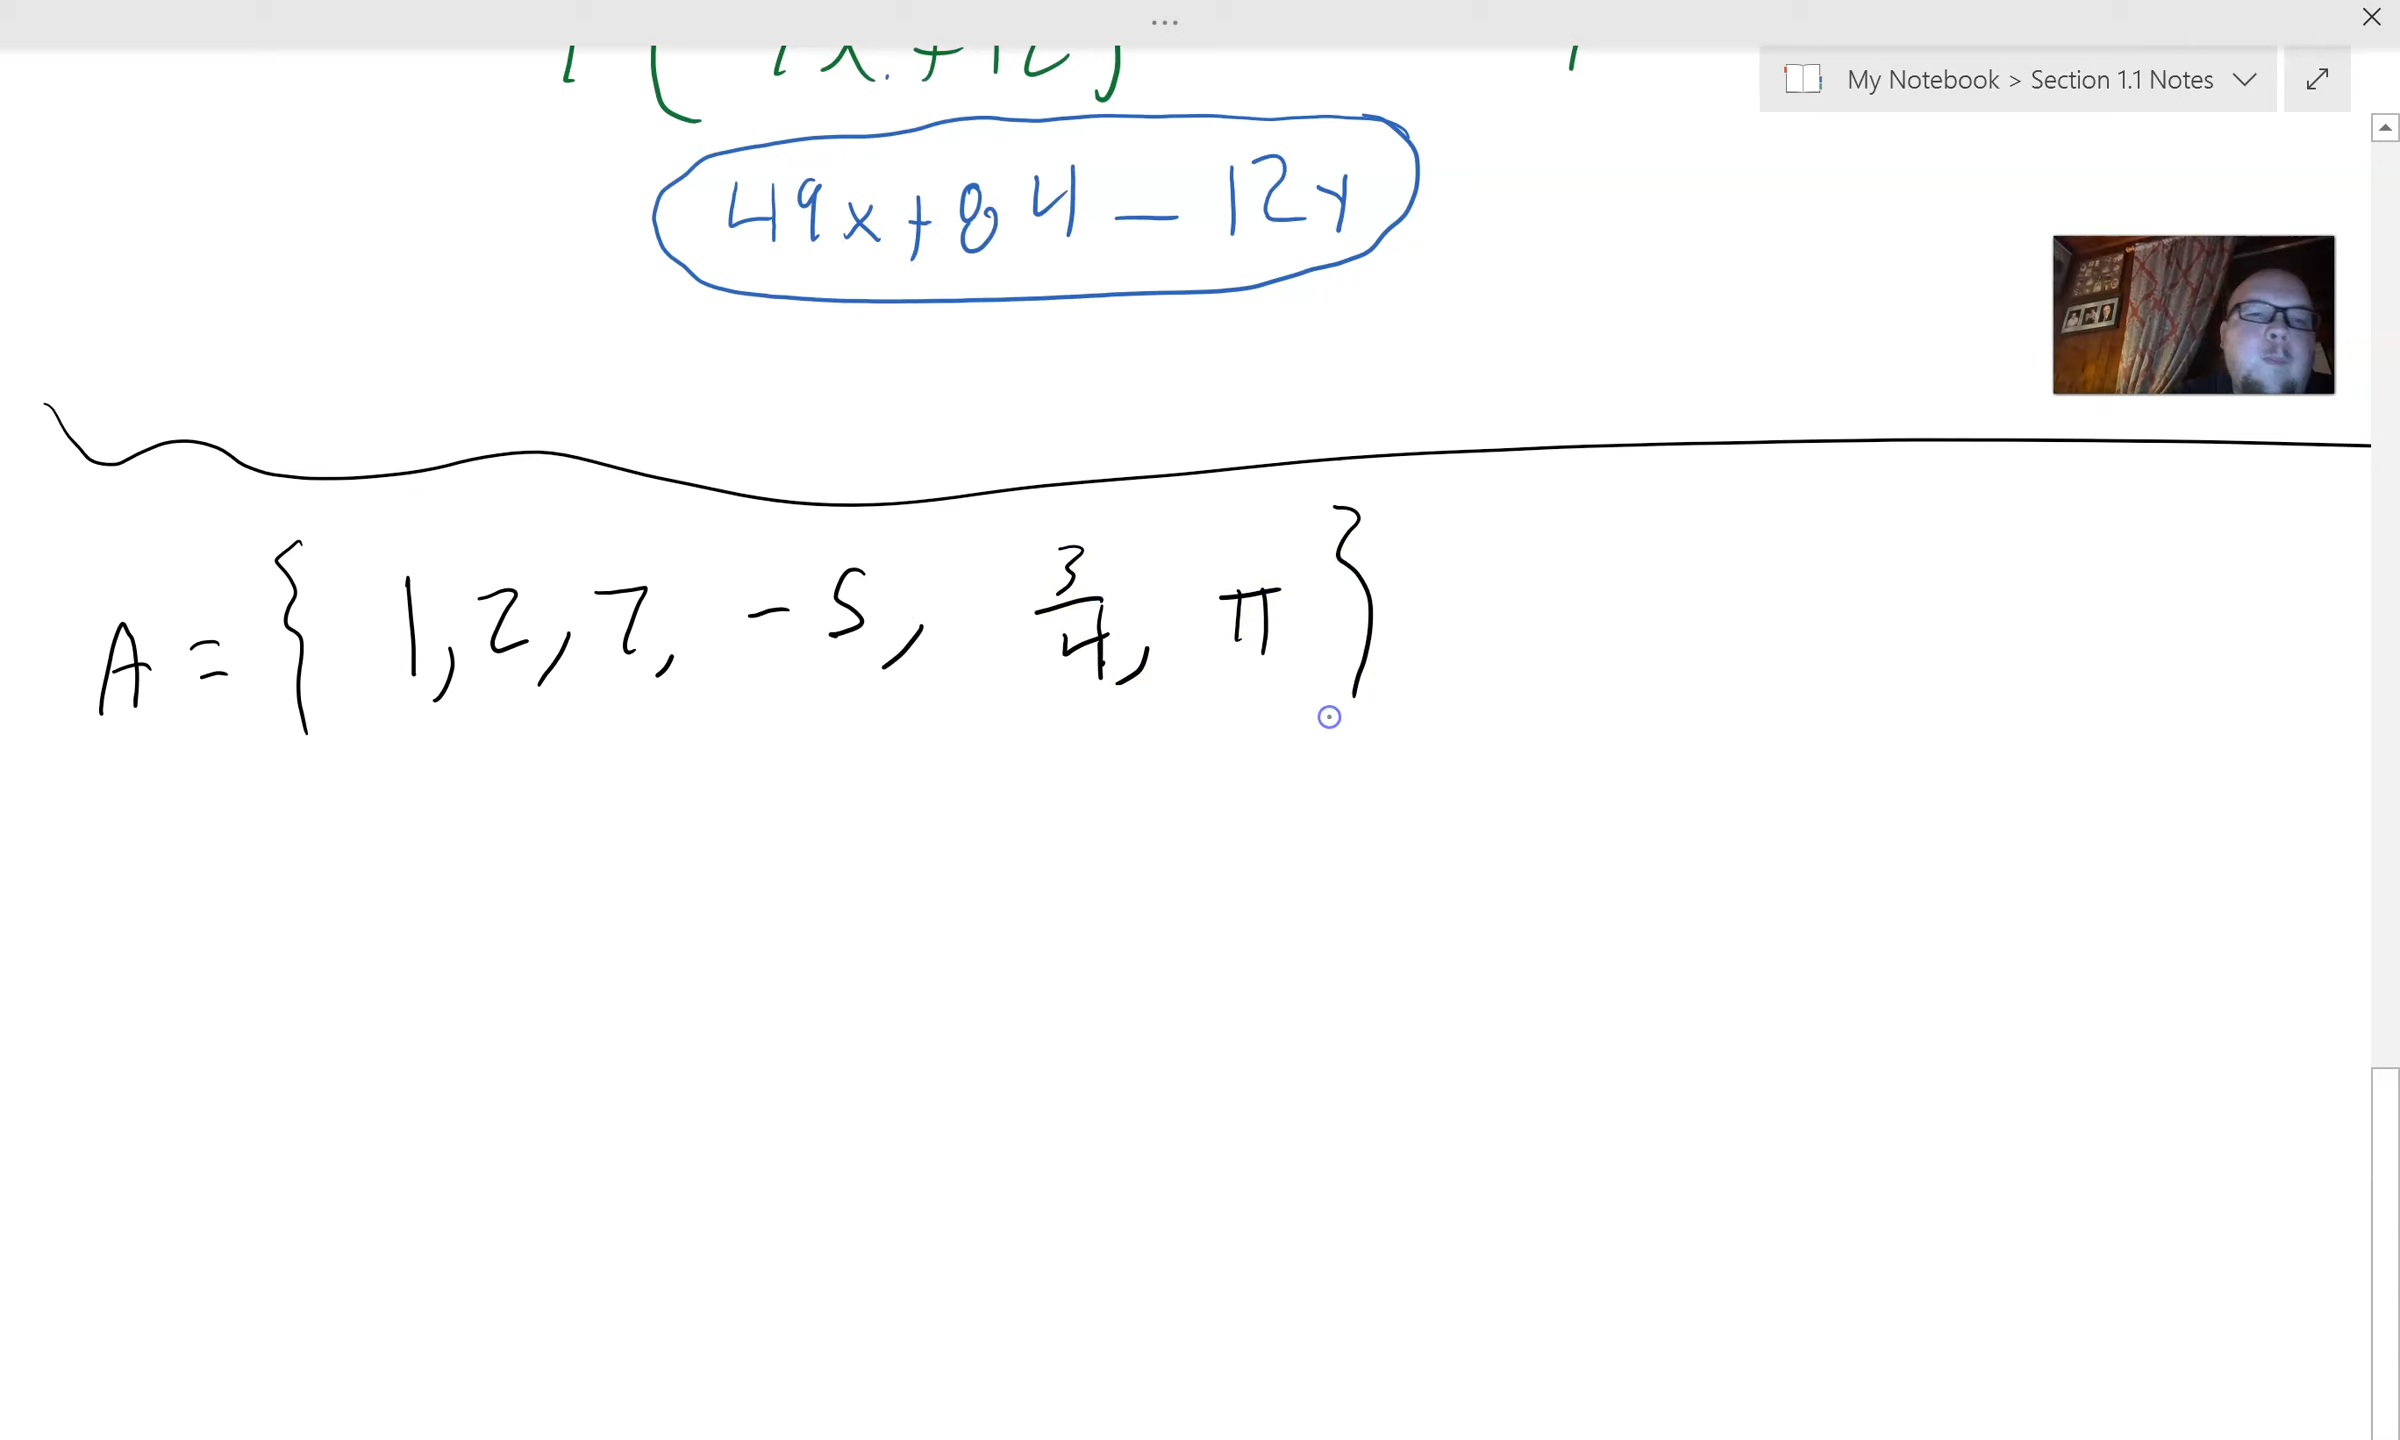 My Notebook > Section 1.1 Notes
49x+84-12y
A = { 1, 2, 7, -5, 3/4, π }